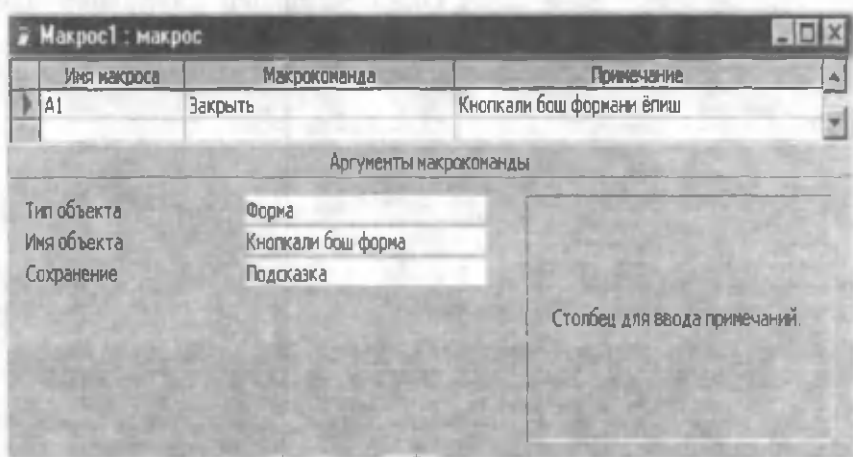 Макрос1 : макрос
Имя макроса Макрокоманда Примечание
A1 Закрыть Кнопкали бош формани ёпиш
Аргументы макрокоманды
Тип объекта Форма
Имя объекта Кнопкали бош форма
Сохранение Подсказка
Столбец для ввода примечаний.